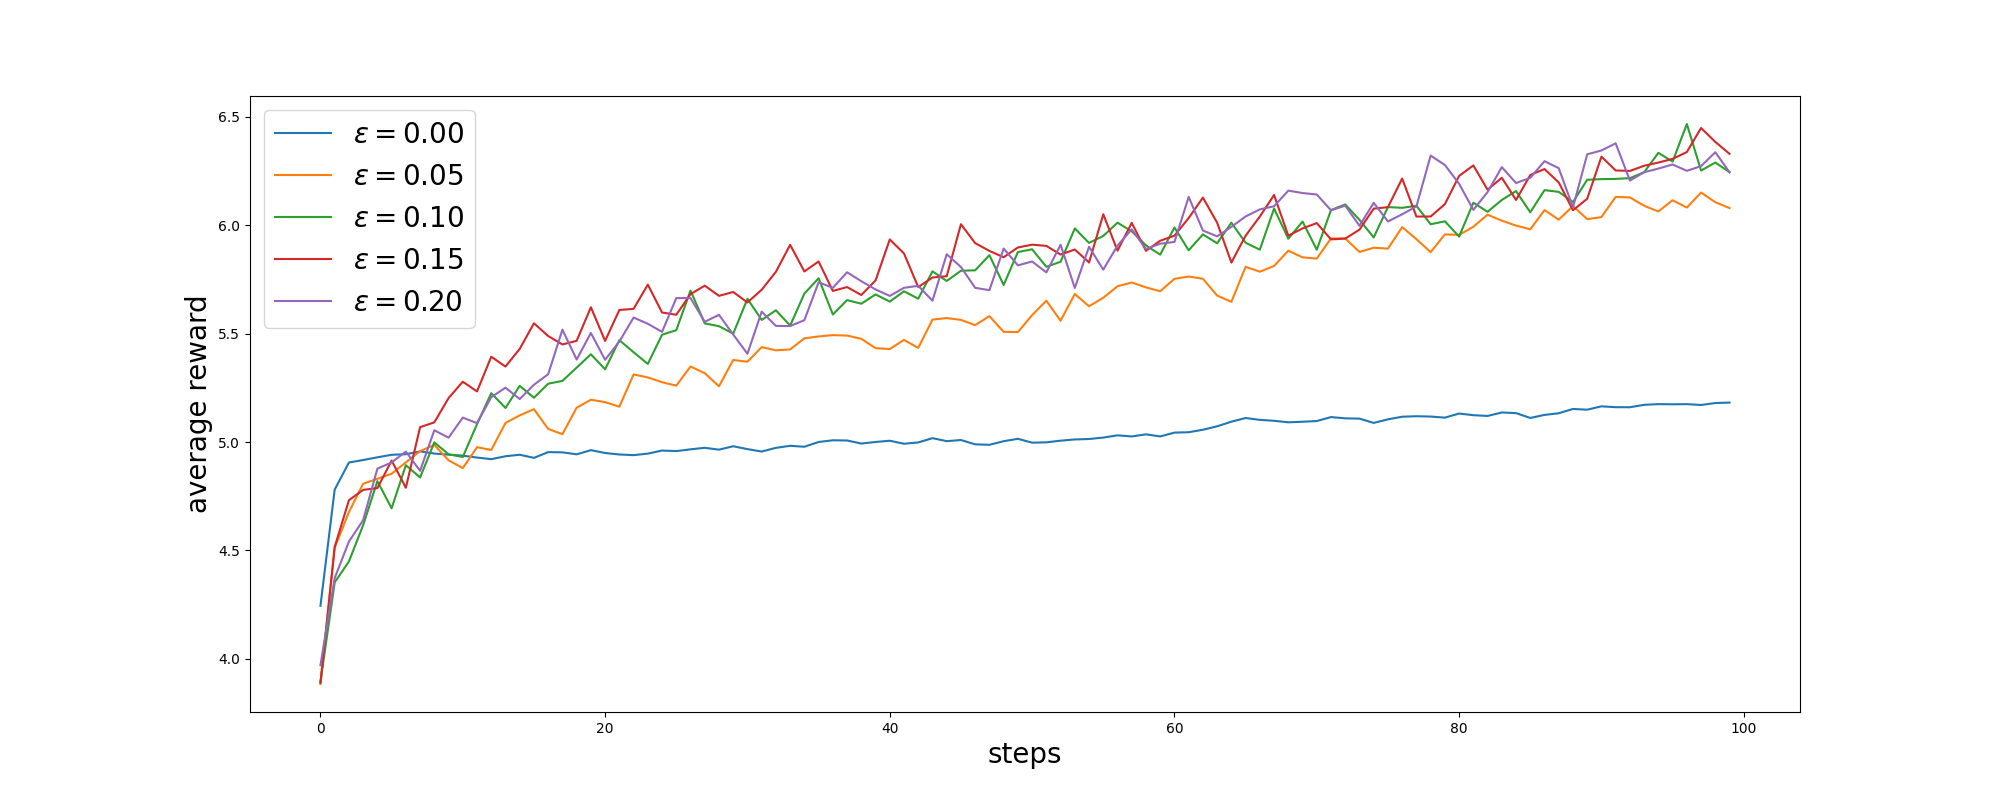 6.5
6.0
5.5
5.0
4.5
4.0
average reward
ε = 0.00
ε = 0.05
ε = 0.10
ε = 0.15
ε = 0.20
0 20 40 60 80 100
steps